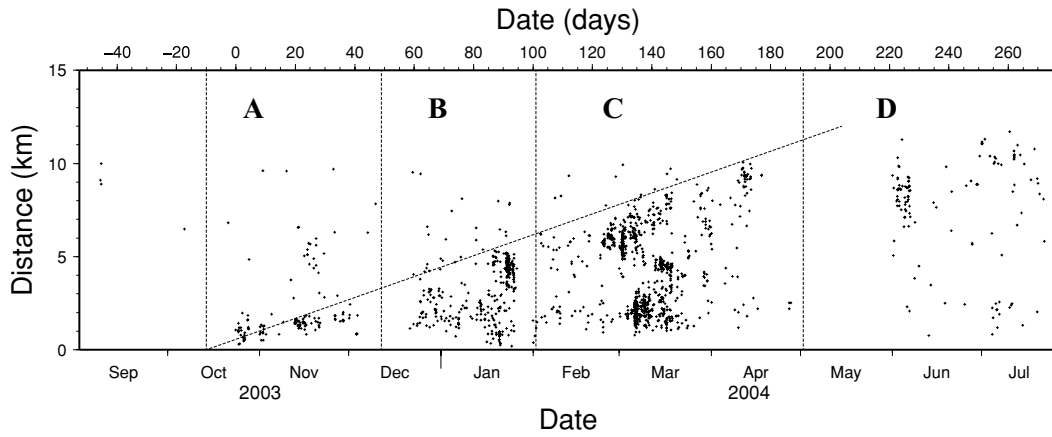 Date (days)
−40 −20 0 20 40 60 80 100 120 140 160 180 200 220 240 260
15
A B C D
10
Distance (km)
5
0
Sep Oct Nov Dec Jan Feb Mar Apr May Jun Jul
2003 2004
Date